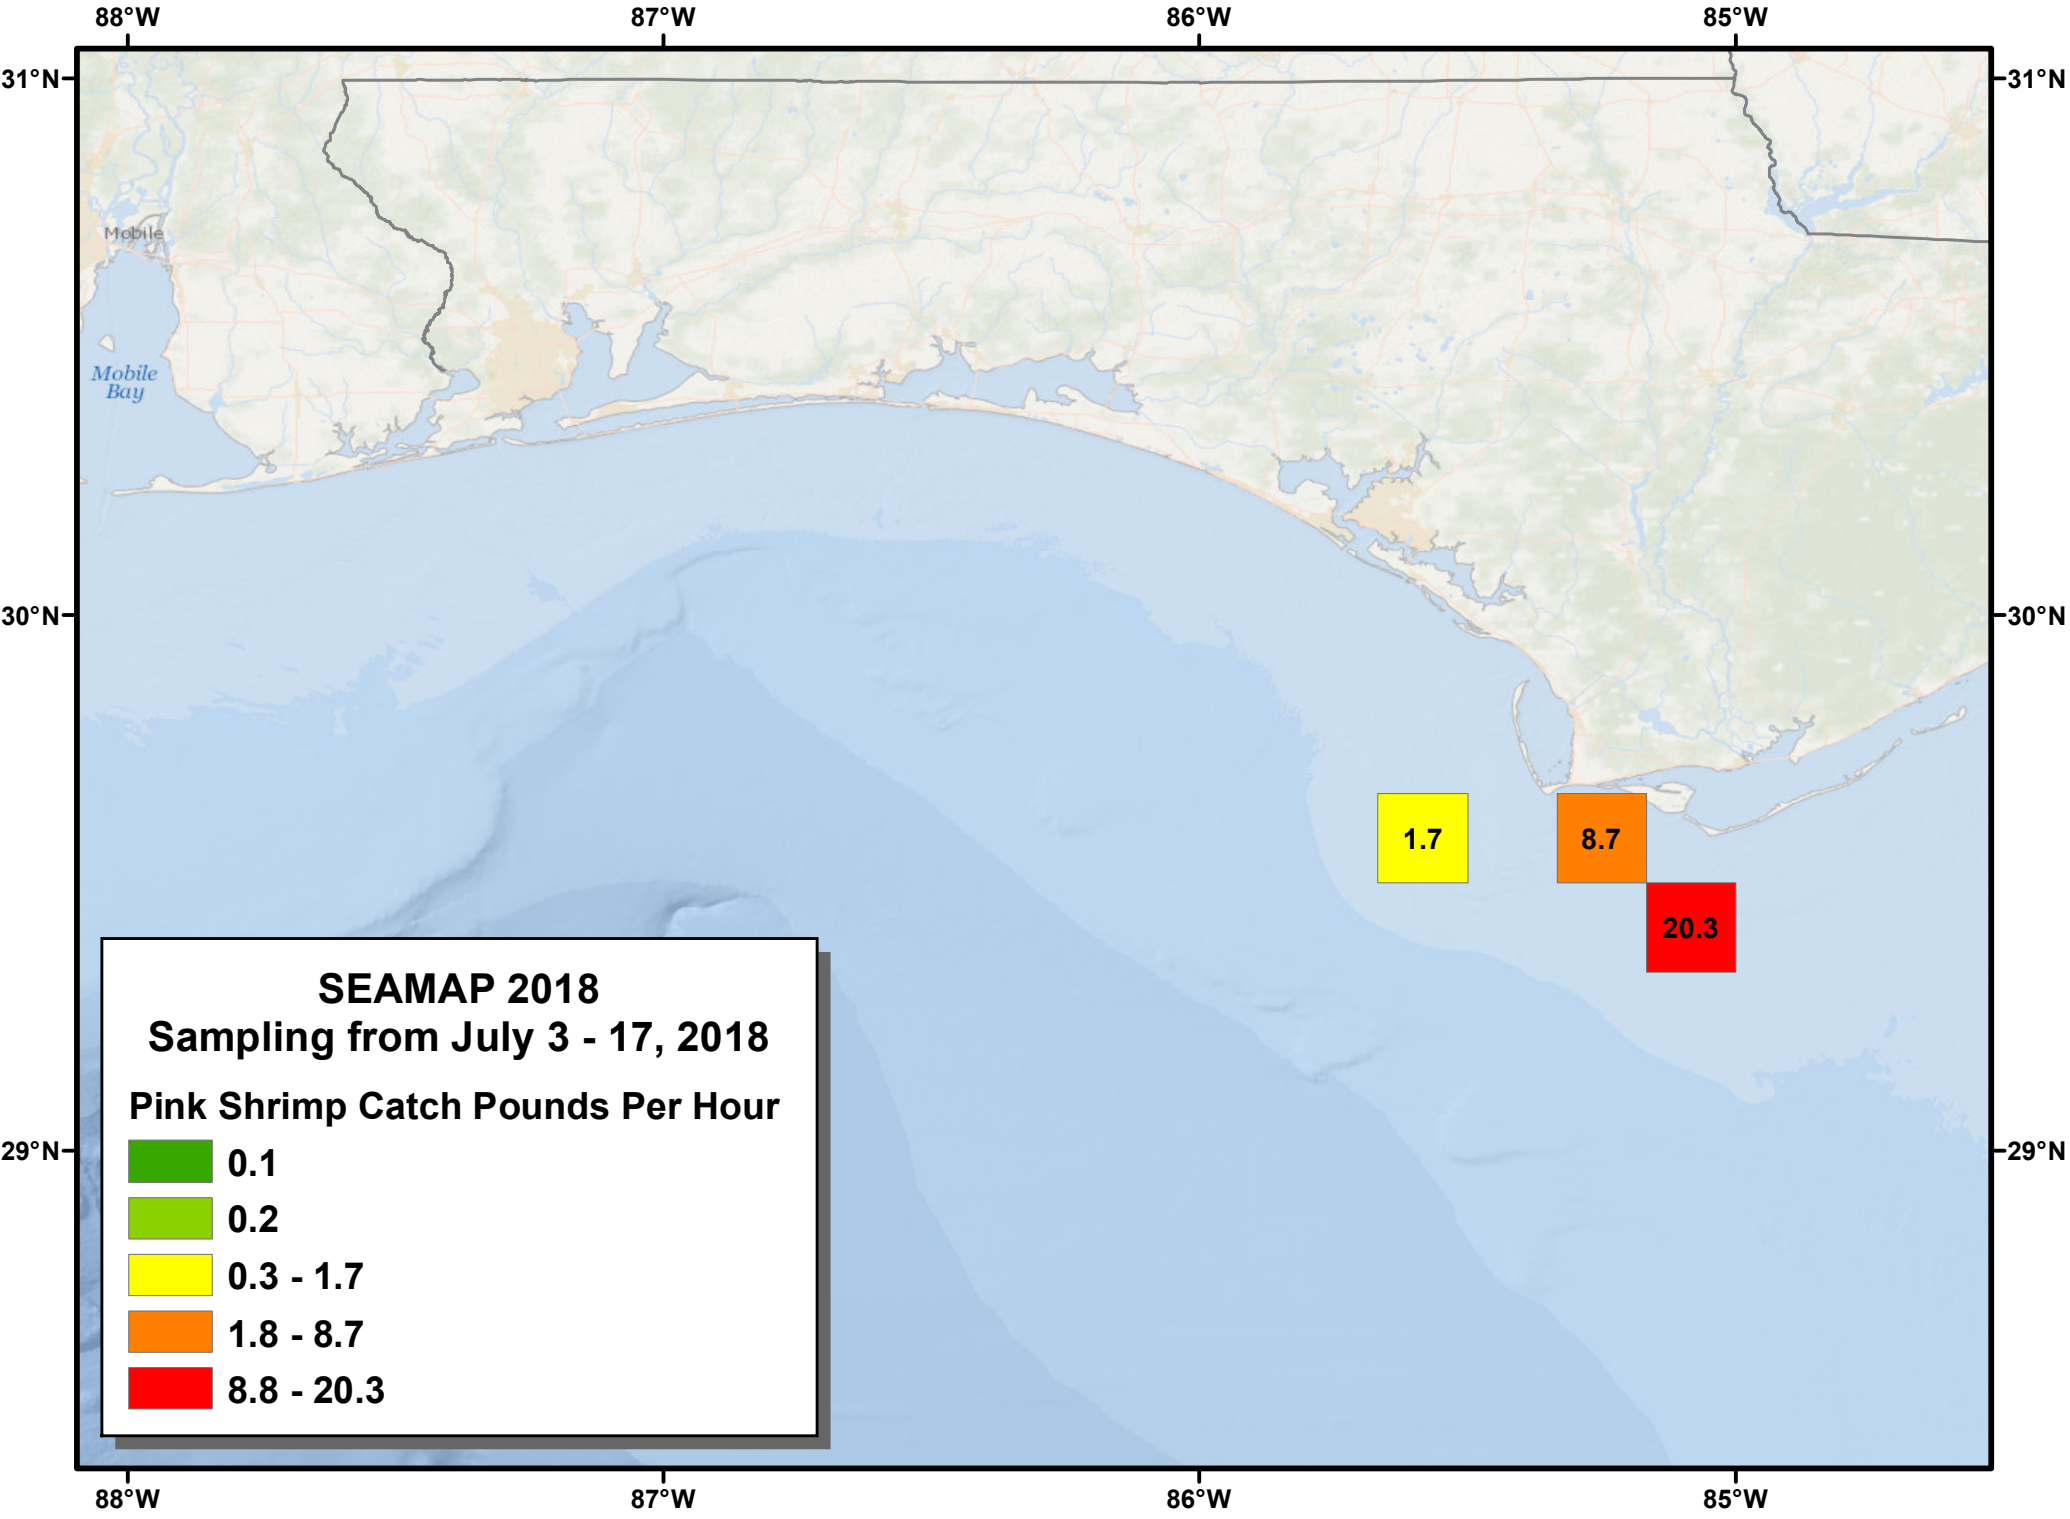 88°W 87°W 86°W 85°W
31°N 31°N
Mobile
Mobile
Bay
30°N 30°N
1.7 8.7
20.3
SEAMAP 2018
Sampling from July 3 - 17, 2018
Pink Shrimp Catch Pounds Per Hour
29°N 29°N
0.1
0.2
0.3 - 1.7
1.8 - 8.7
8.8 - 20.3
88°W 87°W 86°W 85°W